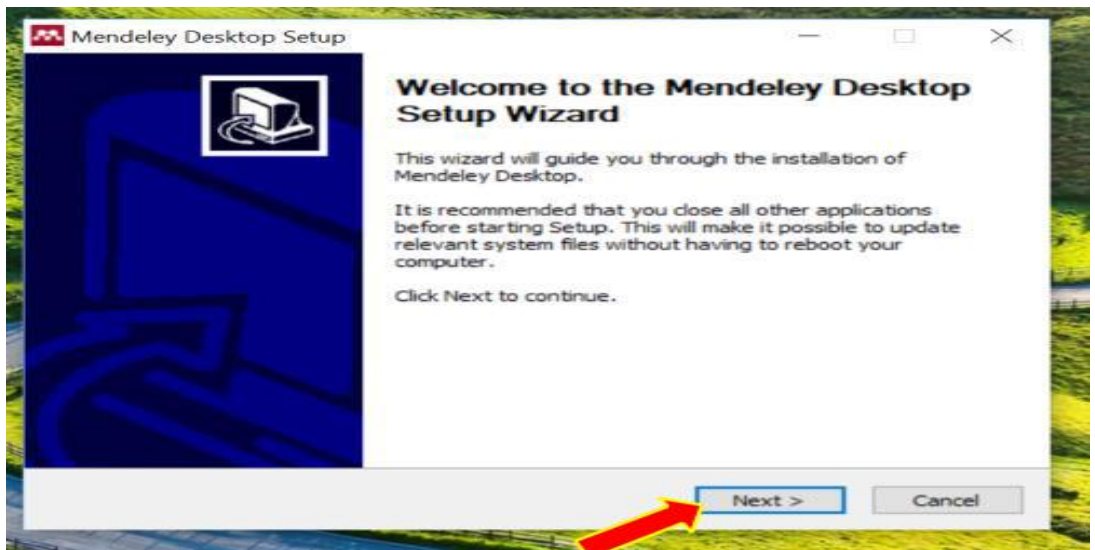 Mendeley Desktop Setup
Welcome to the Mendeley Desktop
Setup Wizard
This wizard will guide you through the installation of
Mendeley Desktop.
It is recommended that you close all other applications
before starting Setup. This will make it possible to update
relevant system files without having to reboot your
computer.
Click Next to continue.
Next >
Cancel